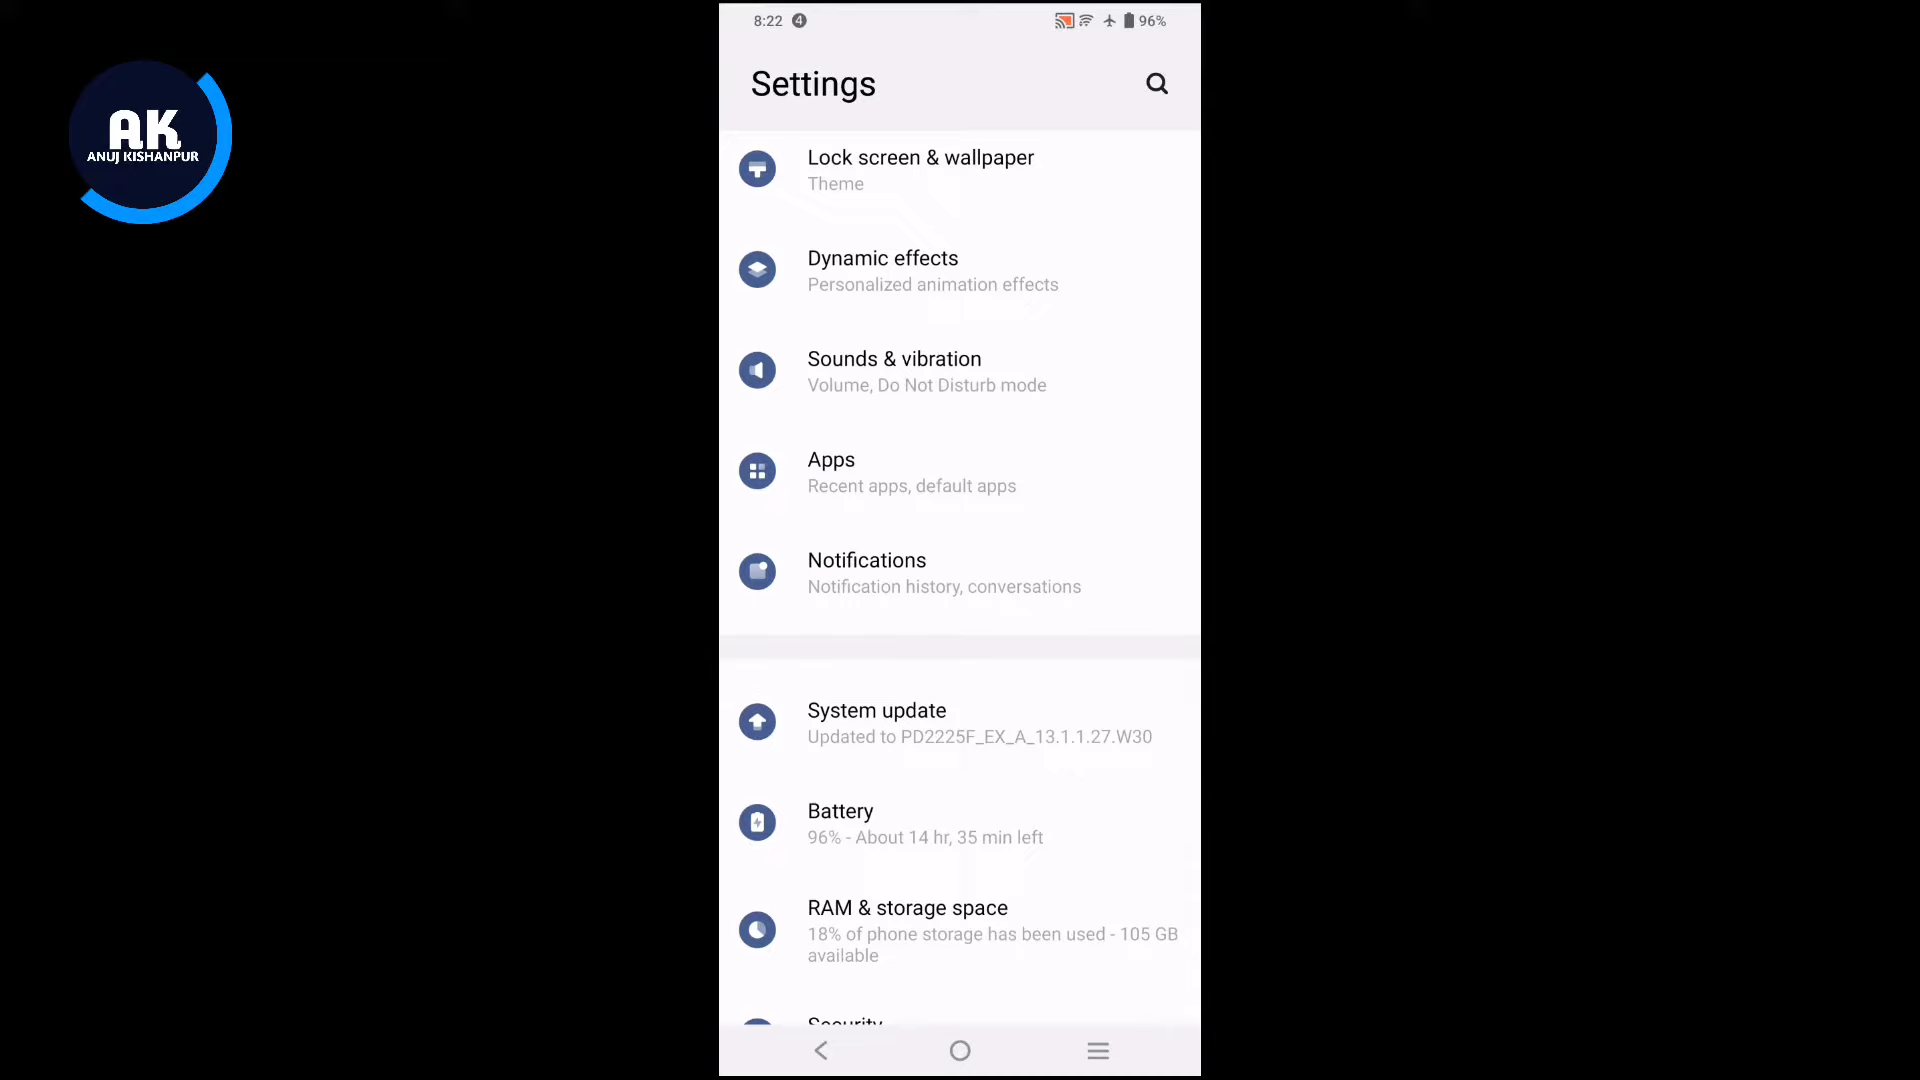 AK
ANUJ KISHANPUR
8:22 4 96%
Settings
Lock screen & wallpaper
Theme
Dynamic effects
Personalized animation effects
Sounds & vibration
Volume, Do Not Disturb mode
Apps
Recent apps, default apps
Notifications
Notification history, conversations
System update
Updated to PD2225F_EX_A_13.1.1.27.W30
Battery
96% - About 14 hr, 35 min left
RAM & storage space
18% of phone storage has been used - 105 GB
available
Security